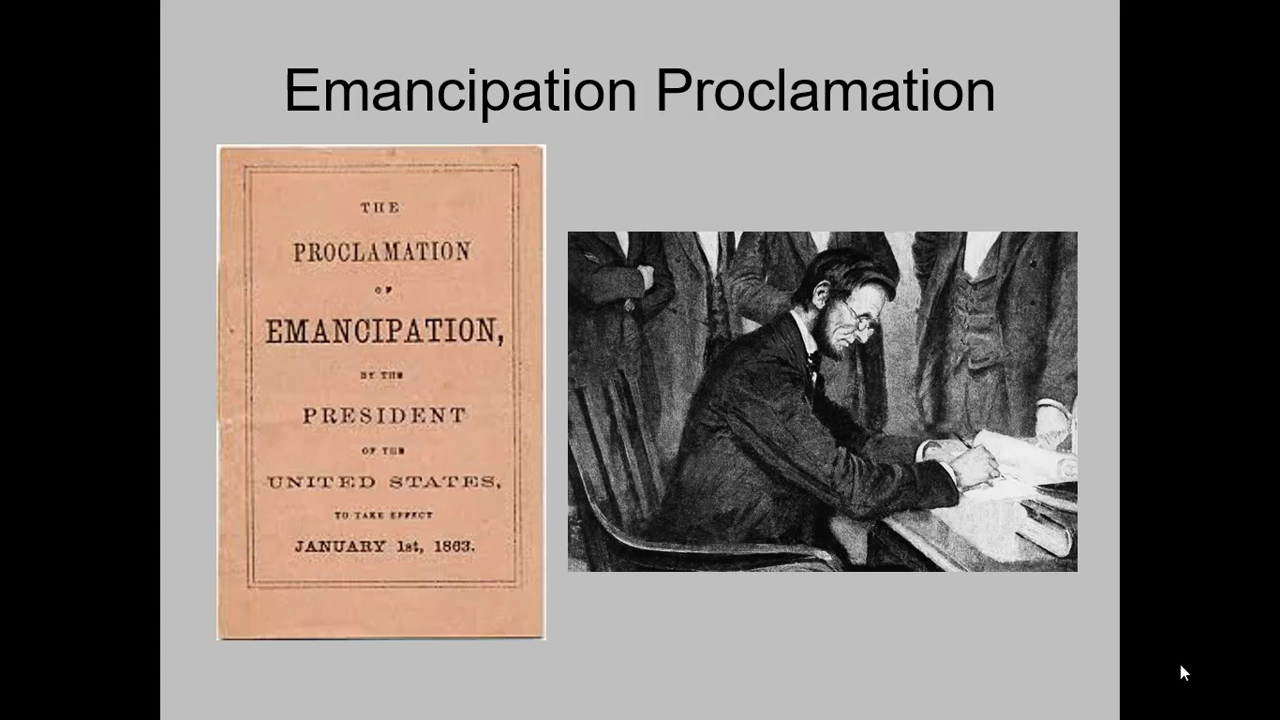 Emancipation Proclamation
THE
PROCLAMATION
OF
EMANCIPATION,
BY THE
PRESIDENT
OF THE
UNITED STATES,
TO TAKE EFFECT
JANUARY 1st, 1863.